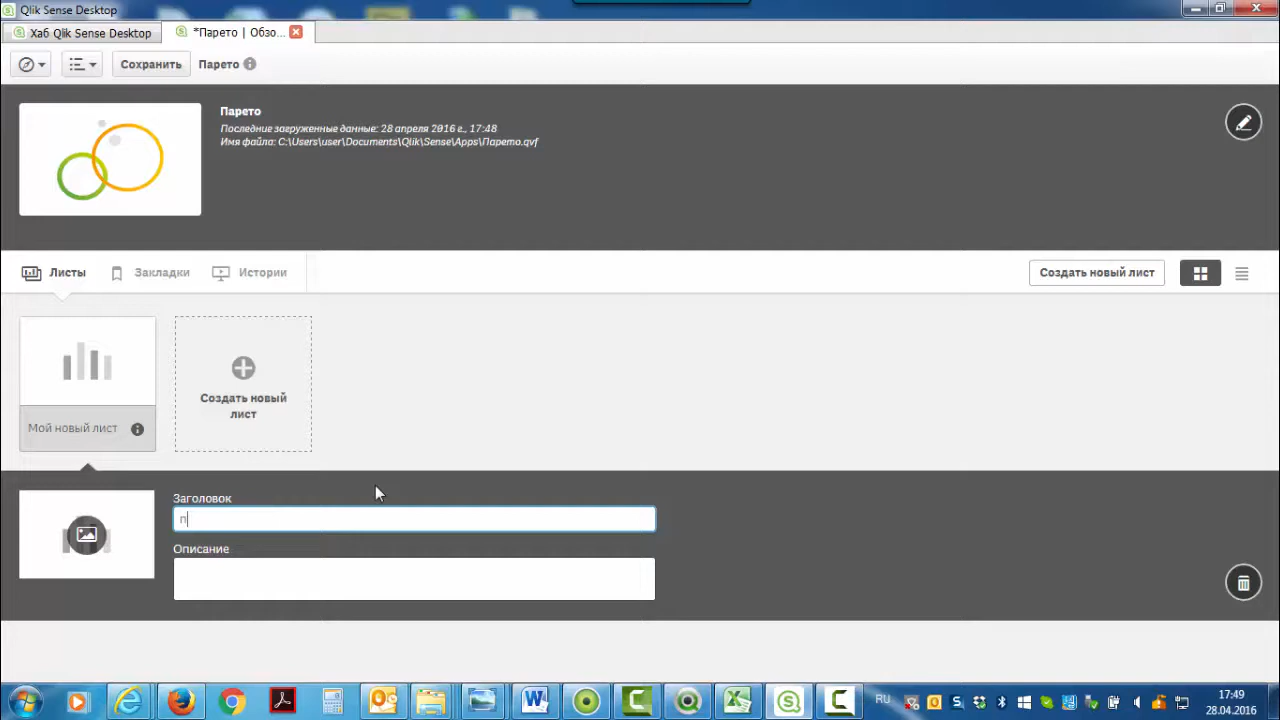 Qlik Sense Desktop
Хаб Qlik Sense Desktop
*Парето | Обзо...
Сохранить
Парето
Парето
Последние загруженные данные: 28 апреля 2016 г., 17:48
Имя файла: C:\Users\user\Documents\Qlik\Sense\Apps\Парето.qvf
Листы
Закладки
Истории
Создать новый лист
Создать новый
лист
Мой новый лист
Заголовок
п
Описание
RU
17:49
28.04.2016